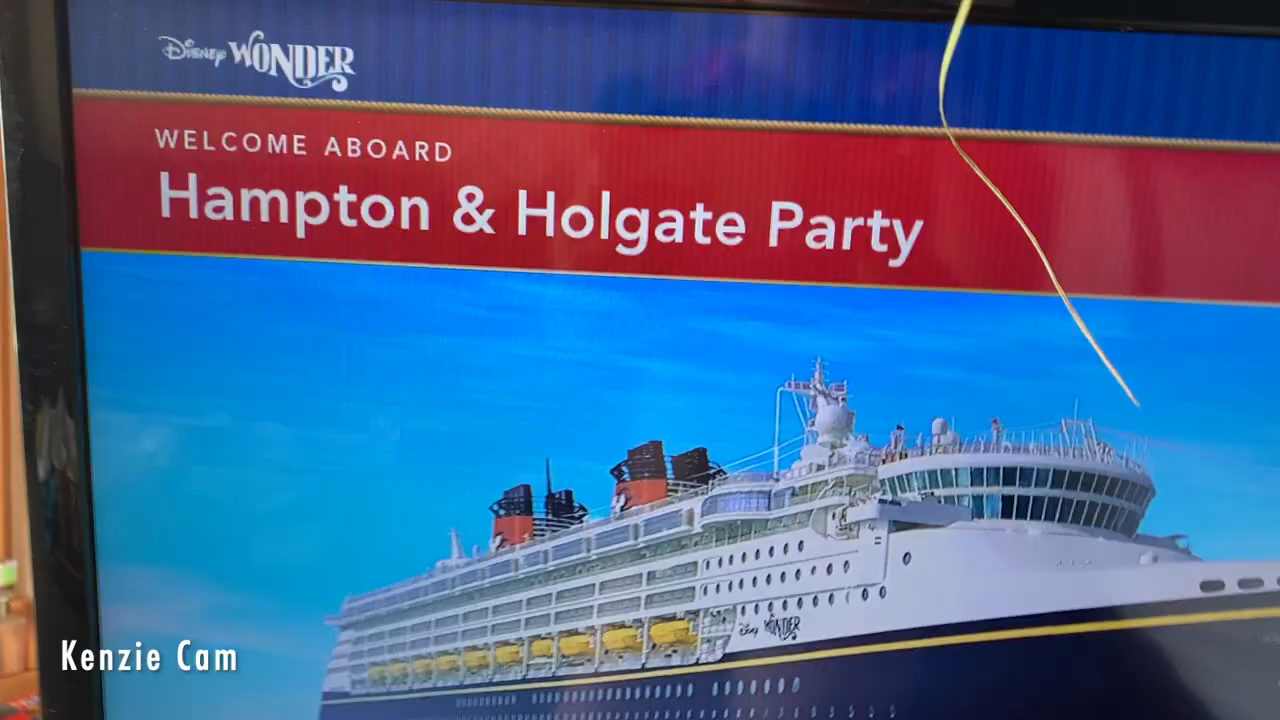 Disney WONDER
WELCOME ABOARD
Hampton & Holgate Party
Disney WONDER
Kenzie Cam